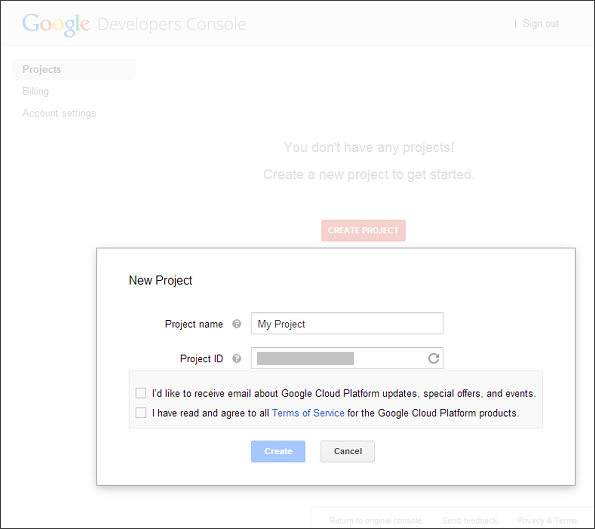 Google Developers Console
| Sign out
Projects
Billing
Account settings
You don't have any projects!
Create a new project to get started.
CREATE PROJECT
New Project
Project name ? My Project
Project ID ?
I'd like to receive email about Google Cloud Platform updates, special offers, and events.
I have read and agree to all Terms of Service for the Google Cloud Platform products.
Create Cancel
Return to original console Send feedback Privacy & Terms